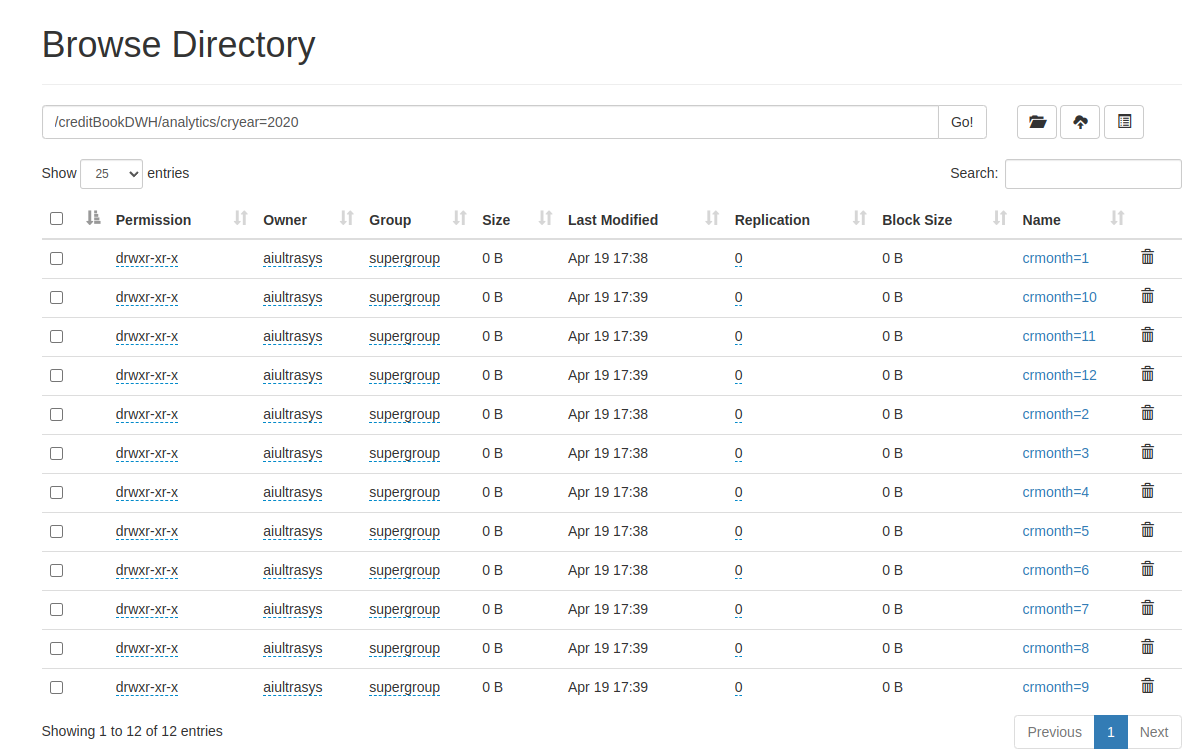 Browse Directory
/creditBookDWH/analytics/cryear=2020 Go!
Show 25 entries Search:
Permission Owner Group Size Last Modified Replication Block Size Name
drwxr-xr-x aiultrasys supergroup 0 B Apr 19 17:38 0 0 B crmonth=1
drwxr-xr-x aiultrasys supergroup 0 B Apr 19 17:39 0 0 B crmonth=10
drwxr-xr-x aiultrasys supergroup 0 B Apr 19 17:39 0 0 B crmonth=11
drwxr-xr-x aiultrasys supergroup 0 B Apr 19 17:39 0 0 B crmonth=12
drwxr-xr-x aiultrasys supergroup 0 B Apr 19 17:38 0 0 B crmonth=2
drwxr-xr-x aiultrasys supergroup 0 B Apr 19 17:38 0 0 B crmonth=3
drwxr-xr-x aiultrasys supergroup 0 B Apr 19 17:38 0 0 B crmonth=4
drwxr-xr-x aiultrasys supergroup 0 B Apr 19 17:38 0 0 B crmonth=5
drwxr-xr-x aiultrasys supergroup 0 B Apr 19 17:38 0 0 B crmonth=6
drwxr-xr-x aiultrasys supergroup 0 B Apr 19 17:39 0 0 B crmonth=7
drwxr-xr-x aiultrasys supergroup 0 B Apr 19 17:39 0 0 B crmonth=8
drwxr-xr-x aiultrasys supergroup 0 B Apr 19 17:39 0 0 B crmonth=9
Showing 1 to 12 of 12 entries Previous 1 Next